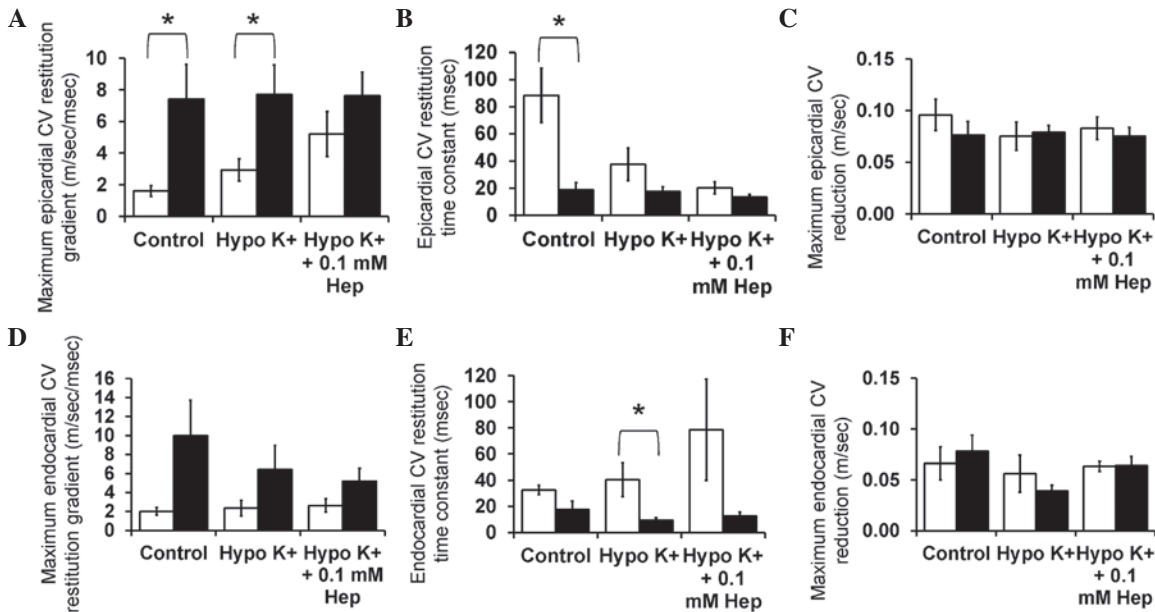 A
Maximum epicardial CV restitution
gradient (m/sec/msec)
*
*
10
8
6
4
2
0
Control
Hypo K+
Hypo K+
+ 0.1 mM
Hep
B
Epicardial CV restitution
time constant (msec)
*
120
100
80
60
40
20
0
Control
Hypo K+
Hypo K+
+ 0.1
mM Hep
C
Maximum epicardial CV
reduction (m/sec)
0.15
0.10
0.05
0.00
Control
Hypo K+
Hypo K+
+ 0.1
mM Hep
D
Maximum endocardial CV
restitution gradient (m/sec/msec)
16
14
12
10
8
6
4
2
0
Control
Hypo K+
Hypo K+
+ 0.1 mM
Hep
E
Endocardial CV restitution
time constant (msec)
*
120
100
80
60
40
20
0
Control
Hypo K+
Hypo K+
+ 0.1
mM Hep
F
Maximum endocardial CV
reduction (m/sec)
0.15
0.10
0.05
0.00
Control
Hypo K+
Hypo K+
+ 0.1
mM Hep